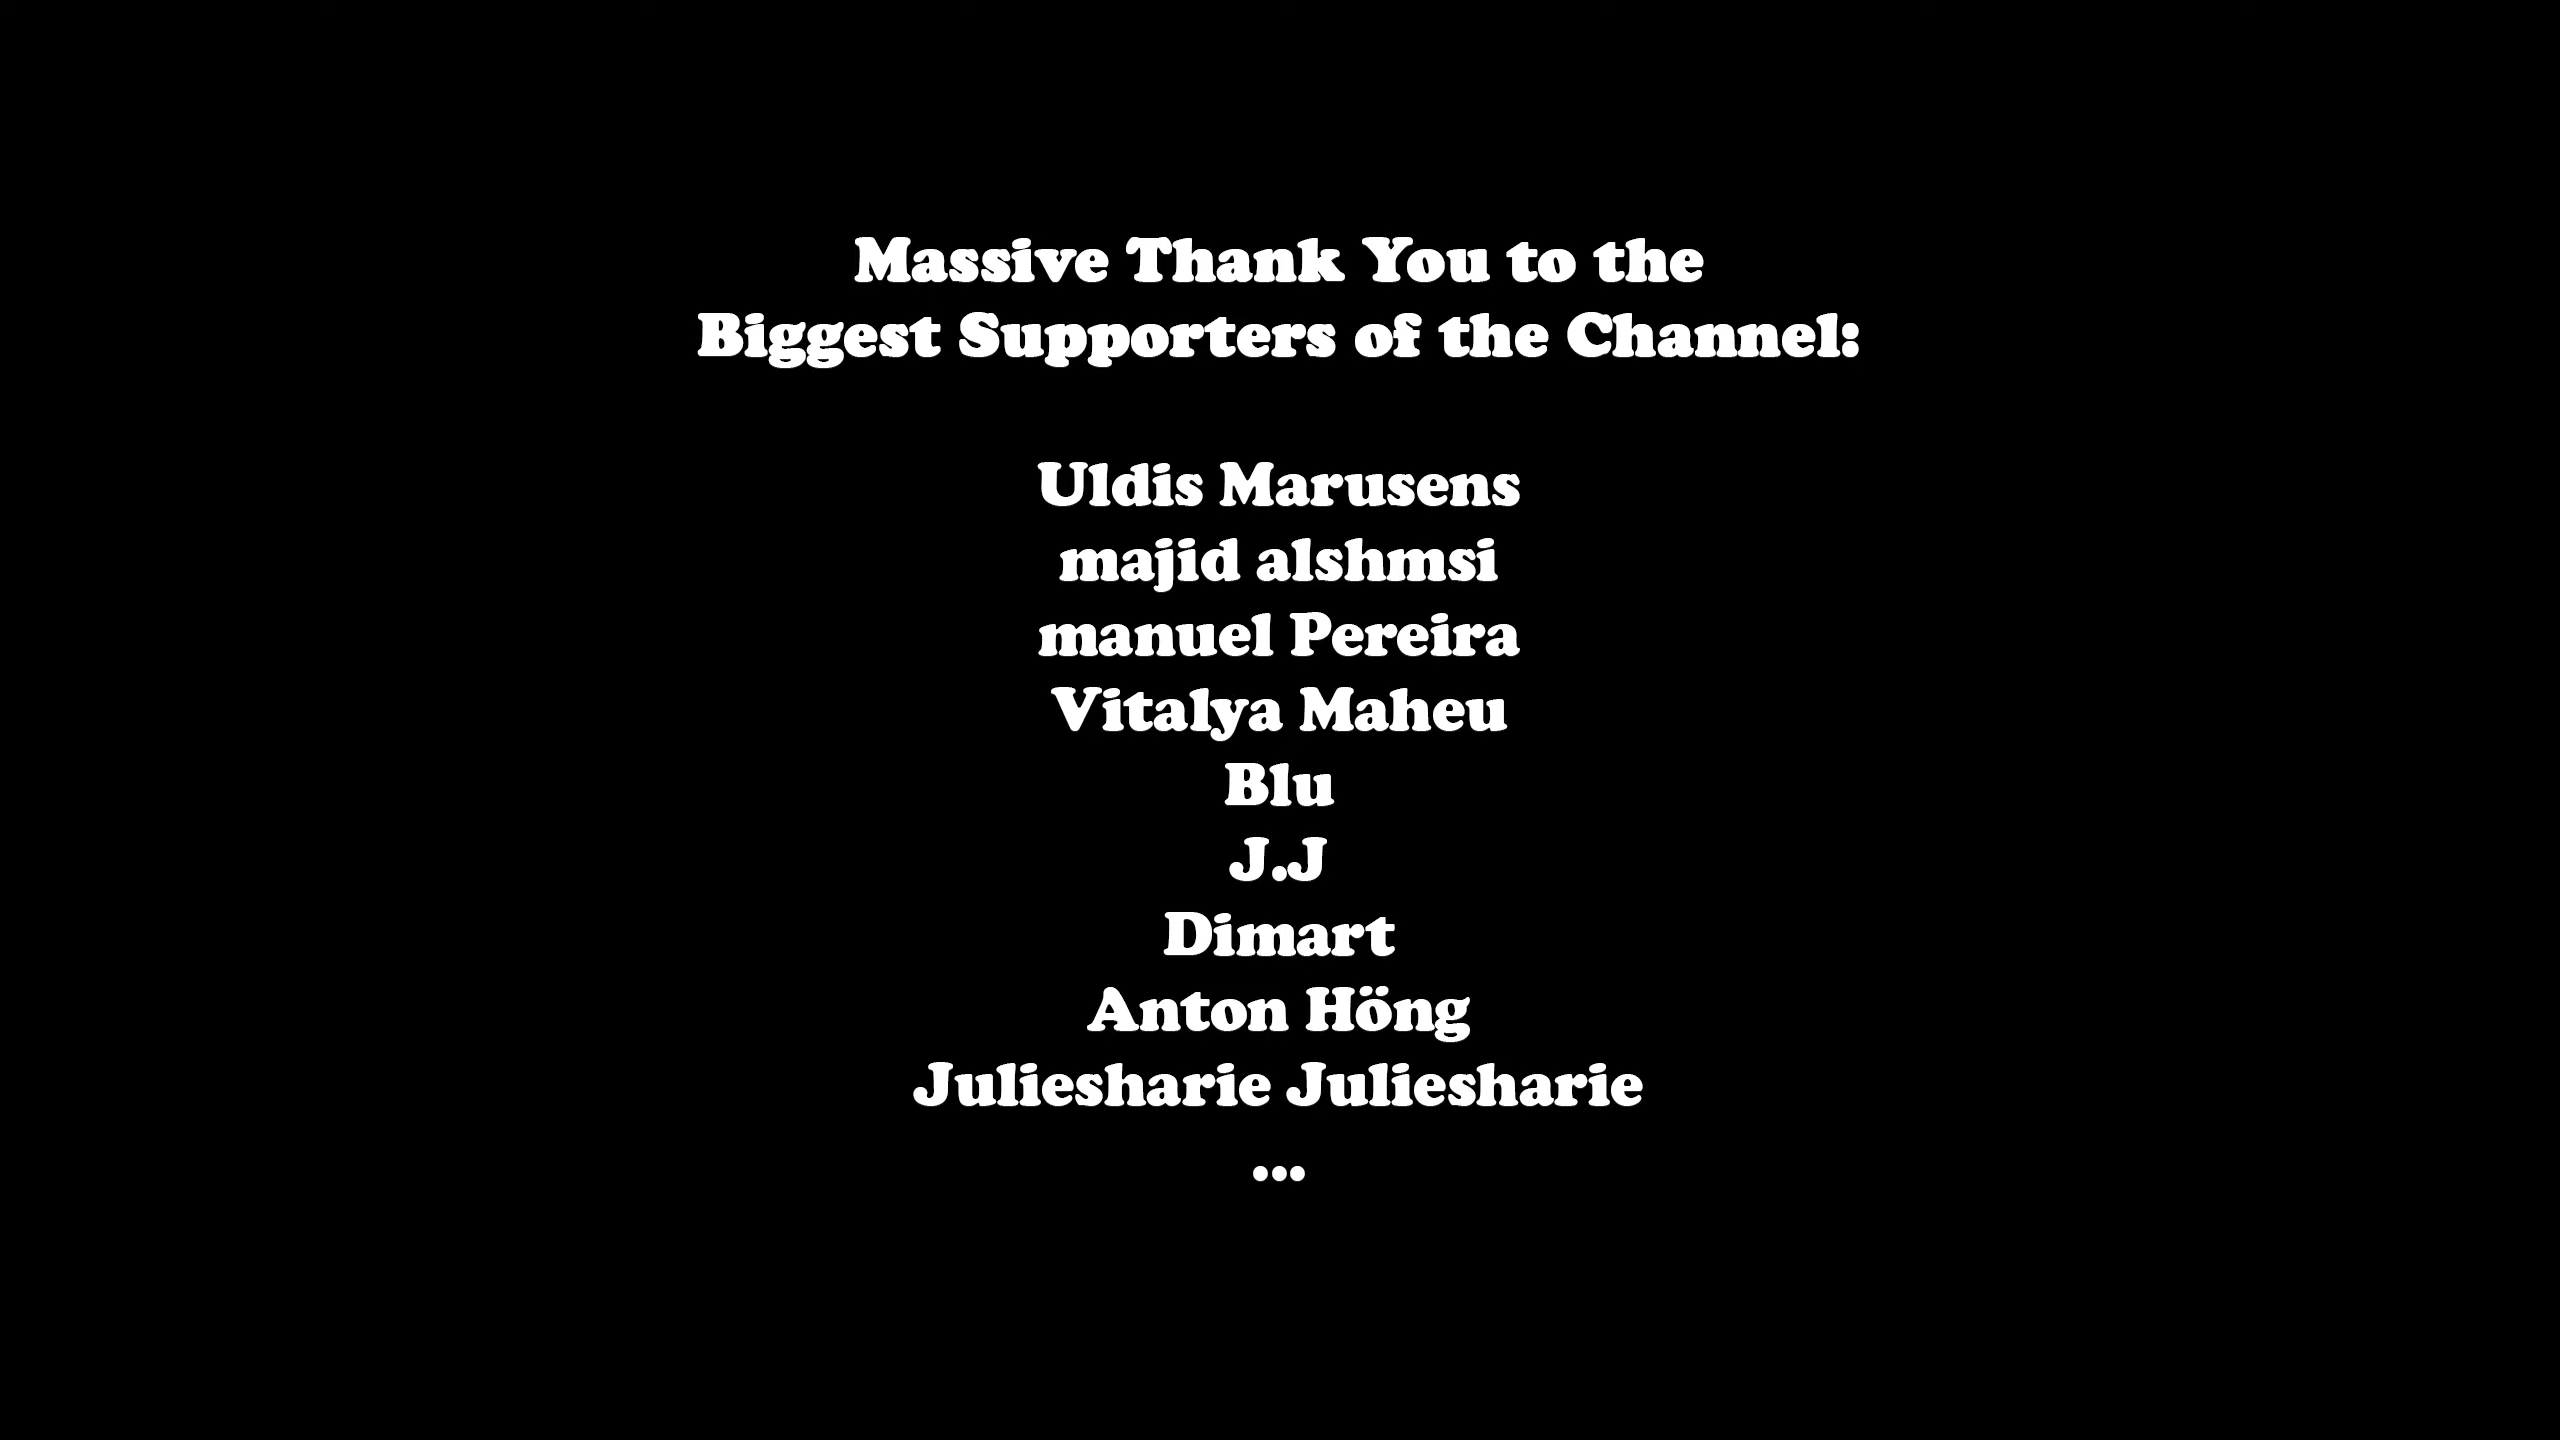 Massive Thank You to the
Biggest Supporters of the Channel:
Uldis Marusens
majid alshmsi
manuel Pereira
Vitalya Maheu
Blu
J.J
Dimart
Anton Höng
Juliesharie Juliesharie
...